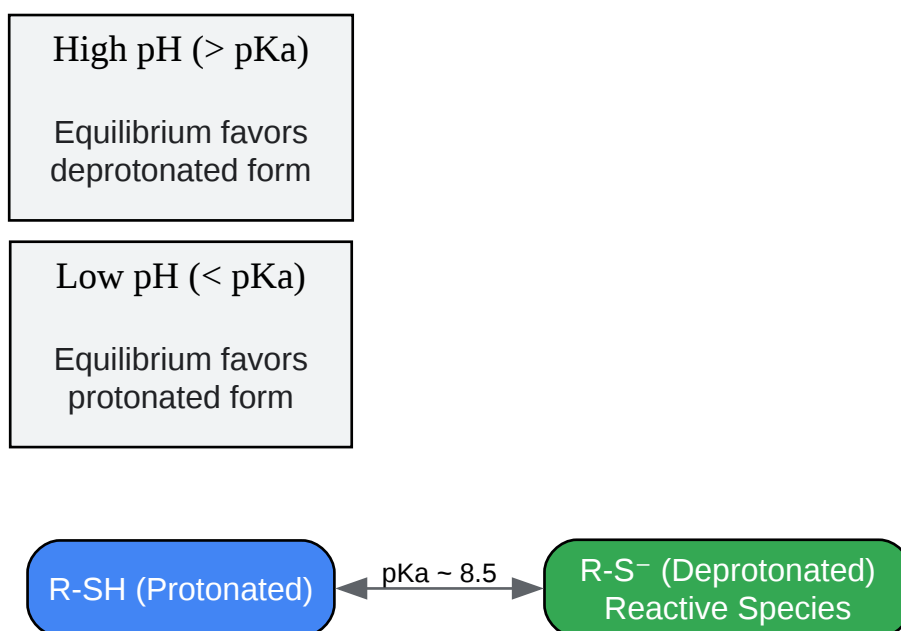 High pH (> pKa)
Equilibrium favors
deprotonated form
Low pH (< pKa)
Equilibrium favors
protonated form
R-SH (Protonated)
pKa ~ 8.5
R-S⁻ (Deprotonated)
Reactive Species